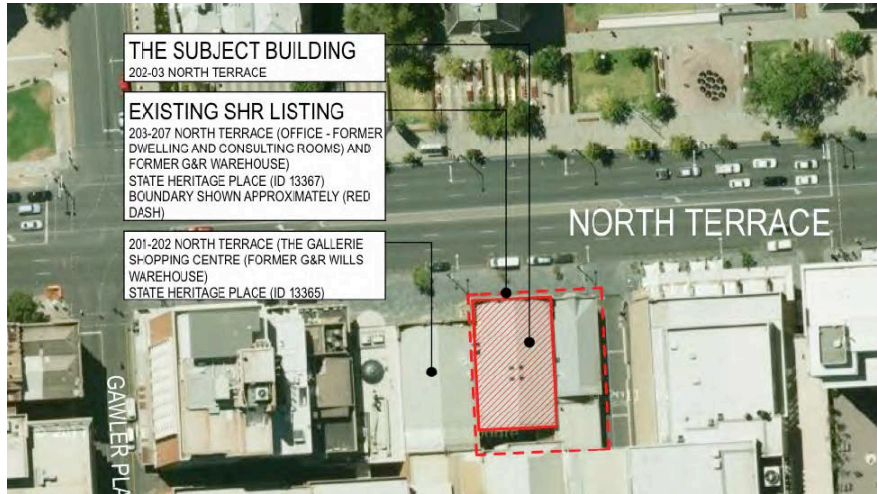 THE SUBJECT BUILDING
202-03 NORTH TERRACE
EXISTING SHR LISTING
203-207 NORTH TERRACE (OFFICE - FORMER
DWELLING AND CONSULTING ROOMS) AND
FORMER G&R WAREHOUSE)
STATE HERITAGE PLACE (ID 13367)
BOUNDARY SHOWN APPROXIMATELY (RED
DASH)
201-202 NORTH TERRACE (THE GALLERIE
SHOPPING CENTRE (FORMER G&R WILLS
WAREHOUSE)
STATE HERITAGE PLACE (ID 13365)
NORTH TERRACE
GAWLER PLA